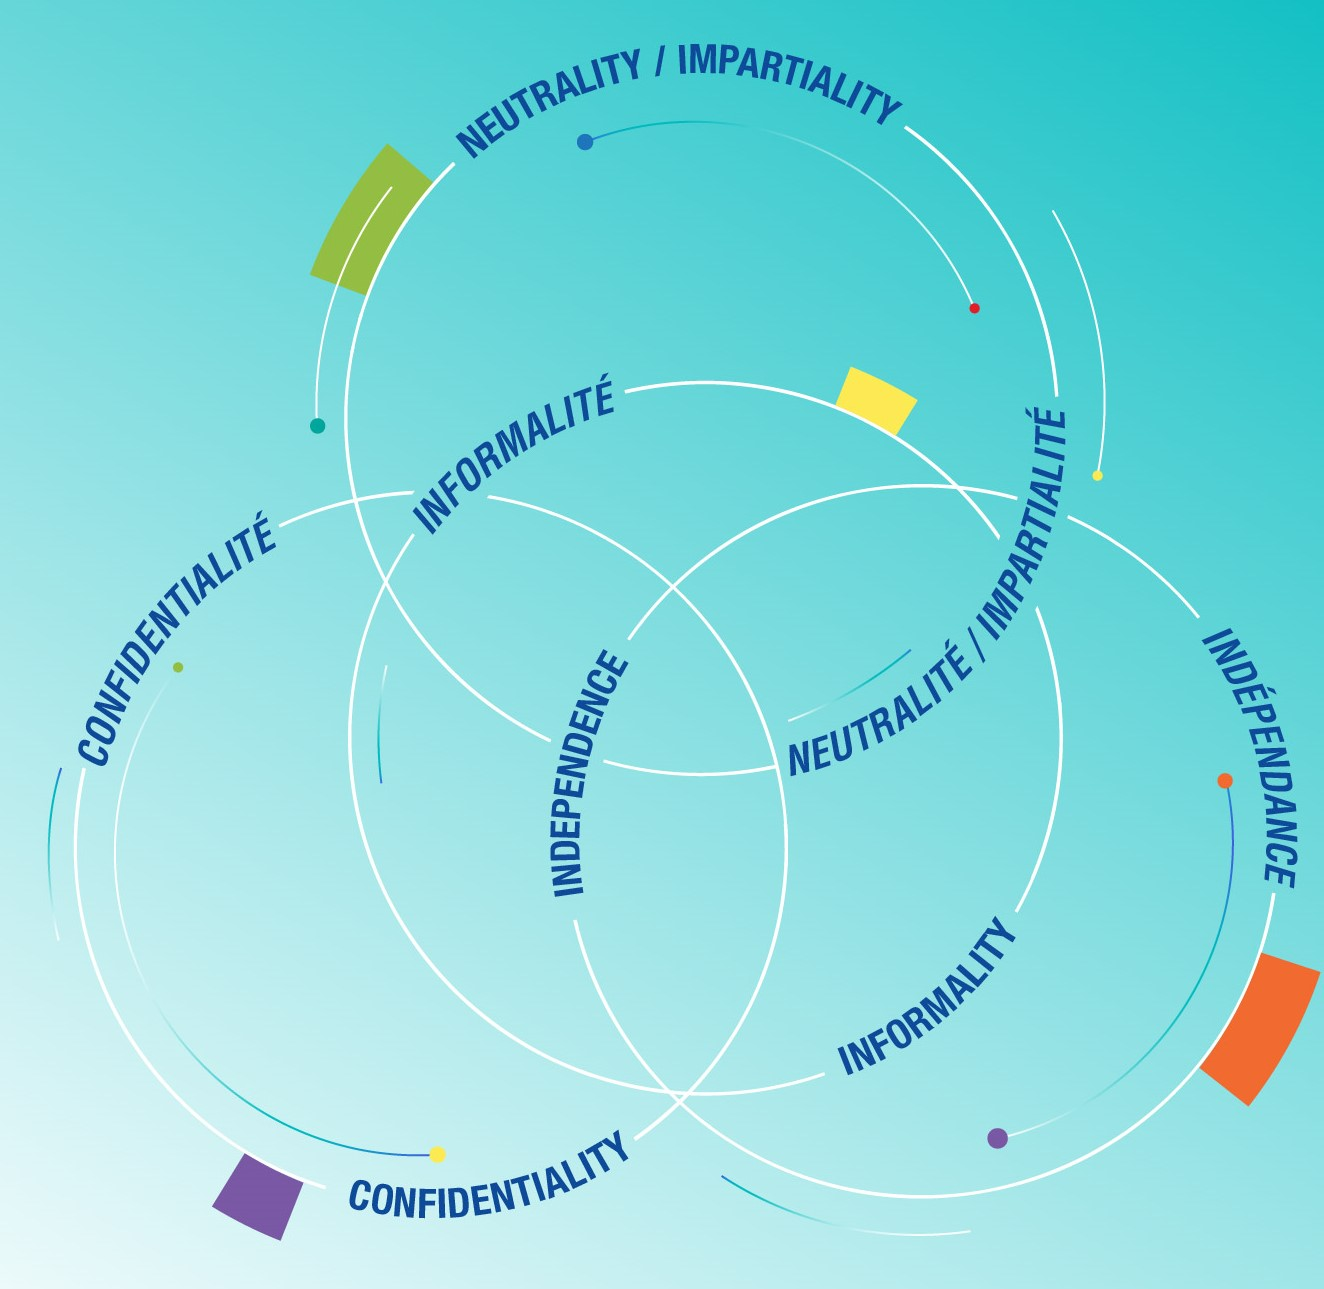 NEUTRALITY / IMPARTIALITY
INFORMALITÉ
NEUTRALITÉ / IMPARTIALITÉ
CONFIDENTIALITÉ
INDEPENDENCE
INDÉPENDANCE
INFORMALITY
CONFIDENTIALITY